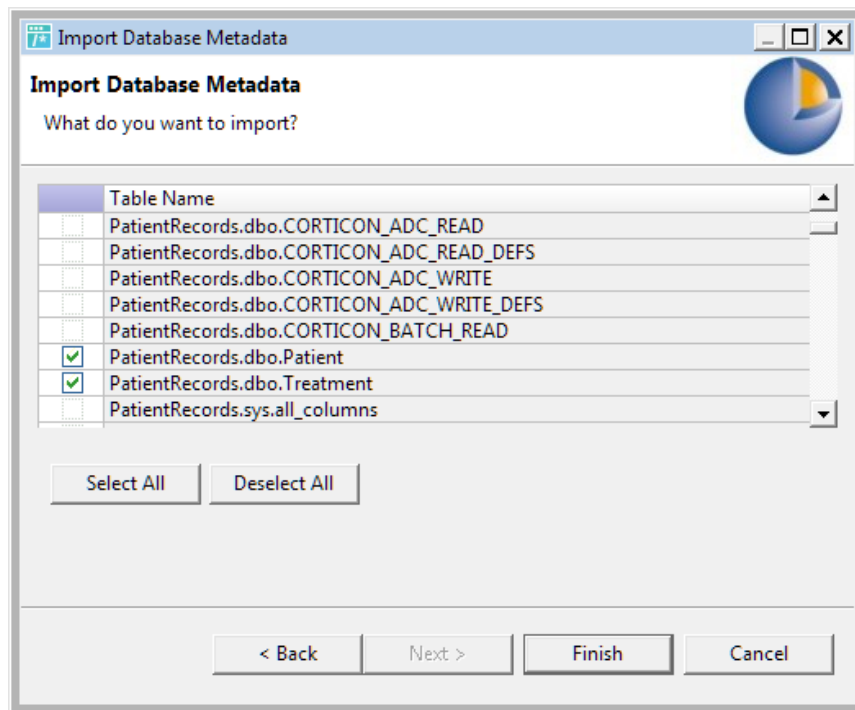 Import Database Metadata
Import Database Metadata
What do you want to import?
Table Name
PatientRecords.dbo.CORTICON_ADC_READ
PatientRecords.dbo.CORTICON_ADC_READ_DEFS
PatientRecords.dbo.CORTICON_ADC_WRITE
PatientRecords.dbo.CORTICON_ADC_WRITE_DEFS
PatientRecords.dbo.CORTICON_BATCH_READ
PatientRecords.dbo.Patient
PatientRecords.dbo.Treatment
PatientRecords.sys.all_columns
Select All Deselect All
< Back Next > Finish Cancel